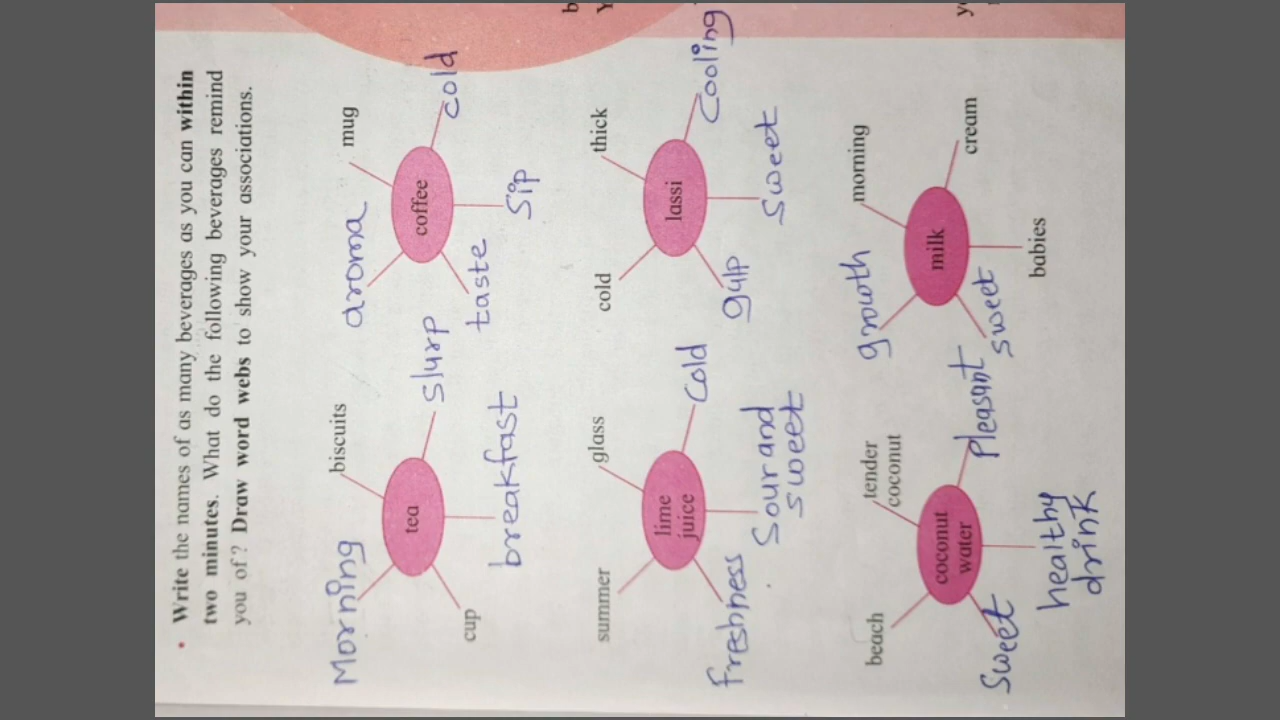 • Write the names of as many beverages as you can within
two minutes. What do the following beverages remind
you of? Draw word webs to show your associations.
Morning
biscuits
tea
slurp
cup
breakfast
aroma
mug
coffee
cold
taste
sip
summer
glass
lime
juice
cold
freshness
Sour and
sweet
cold
thick
lassi
Cooling
gulp
Sweet
beach
tender
coconut
coconut
water
Pleasant
Sweet
healthy
drink
growth
morning
milk
cream
sweet
babies